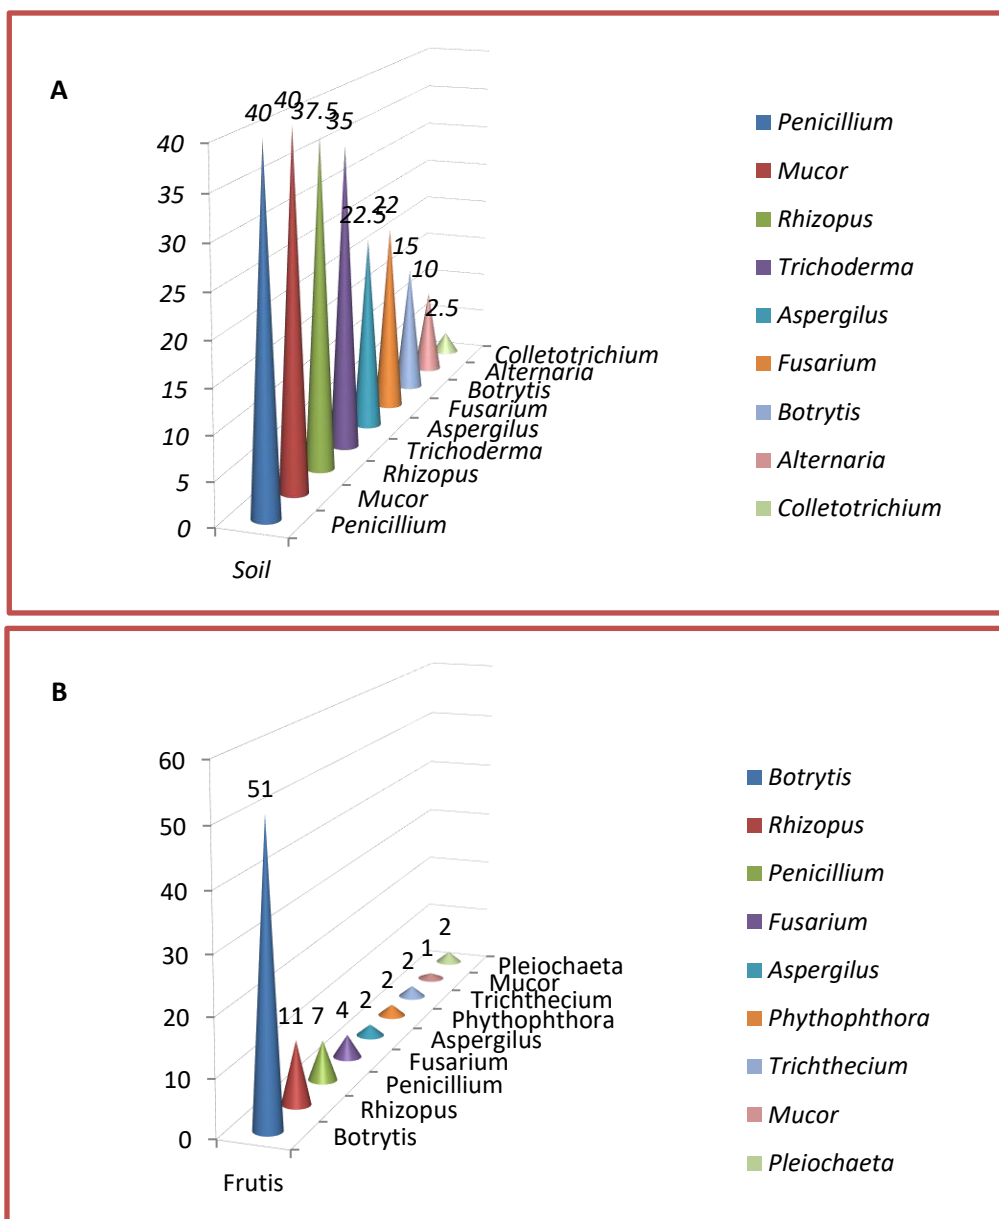 A
40
40
37.5
35
22.5
22
15
10
2.5
40
35
30
25
20
15
10
5
0
Colletotrichium
Alternaria
Botrytis
Fusarium
Aspergilus
Trichoderma
Rhizopus
Mucor
Penicillium
Soil
Penicillium
Mucor
Rhizopus
Trichoderma
Aspergilus
Fusarium
Botrytis
Alternaria
Colletotrichium
B
60
50
40
30
20
10
0
51
11
7
4
2
2
2
1
2
Pleiochaeta
Mucor
Trichthecium
Phythophthora
Aspergilus
Fusarium
Penicillium
Rhizopus
Botrytis
Frutis
Botrytis
Rhizopus
Penicillium
Fusarium
Aspergilus
Phythophthora
Trichthecium
Mucor
Pleiochaeta